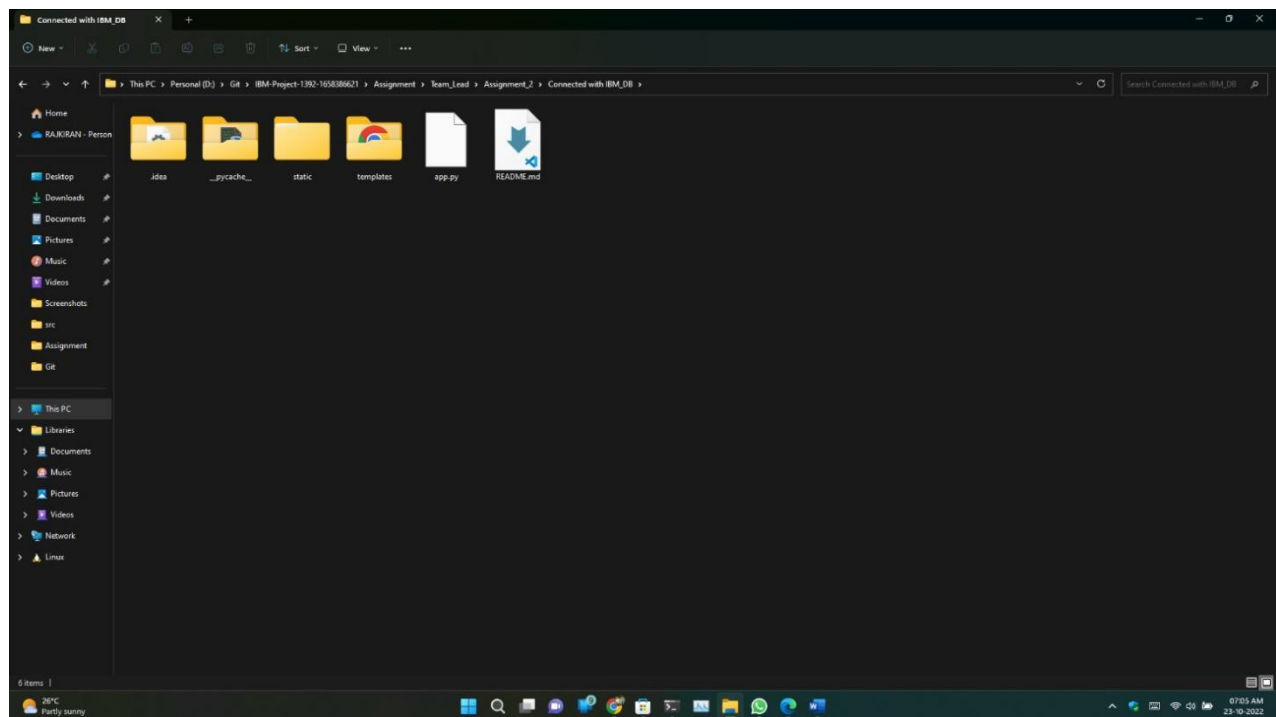 Connected with IBM_DB
New
Sort
View
This PC > Personal (D:) > Git > IBM-Project-1392-1658386621 > Assignment > Team_Lead > Assignment_2 > Connected with IBM_DB >
Search Connected with IBM_DB
Home
RAJKIRAN - Person
Desktop
Downloads
Documents
Pictures
Music
Videos
Screenshots
src
Assignment
Git
This PC
Libraries
Documents
Music
Pictures
Videos
Network
Linux
.idea
__pycache__
static
templates
app.py
README.md
6 items
26°C
Partly sunny
07:05 AM
23-10-2022